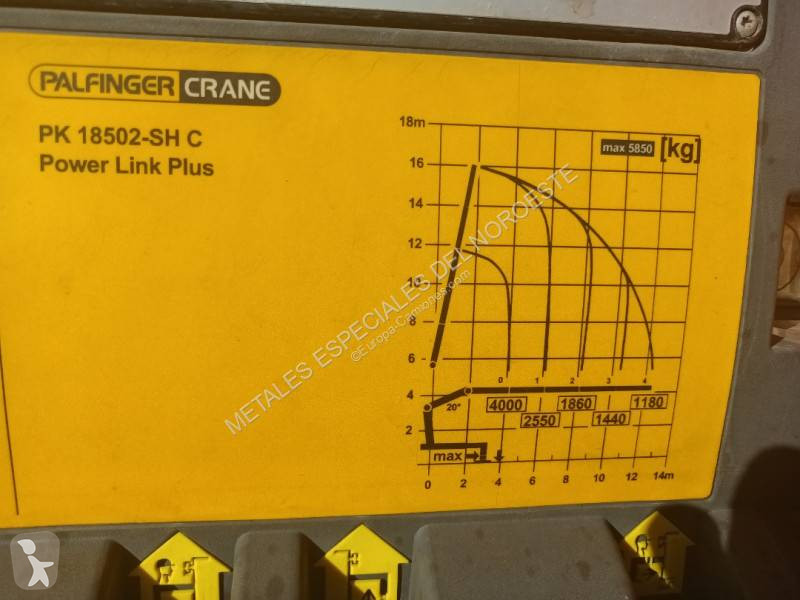 PALFINGER CRANE
PK 18502-SH C
Power Link Plus
18m
max 5850 [kg]
16
14
12
10
8
6
0 1 2 3 4
4
20°
4000 1860 1180
2550 1440
2
max
0 2 4 6 8 10 12 14m
METALES ESPECIALES DEL NOROESTE
©Europa-Camiones.com